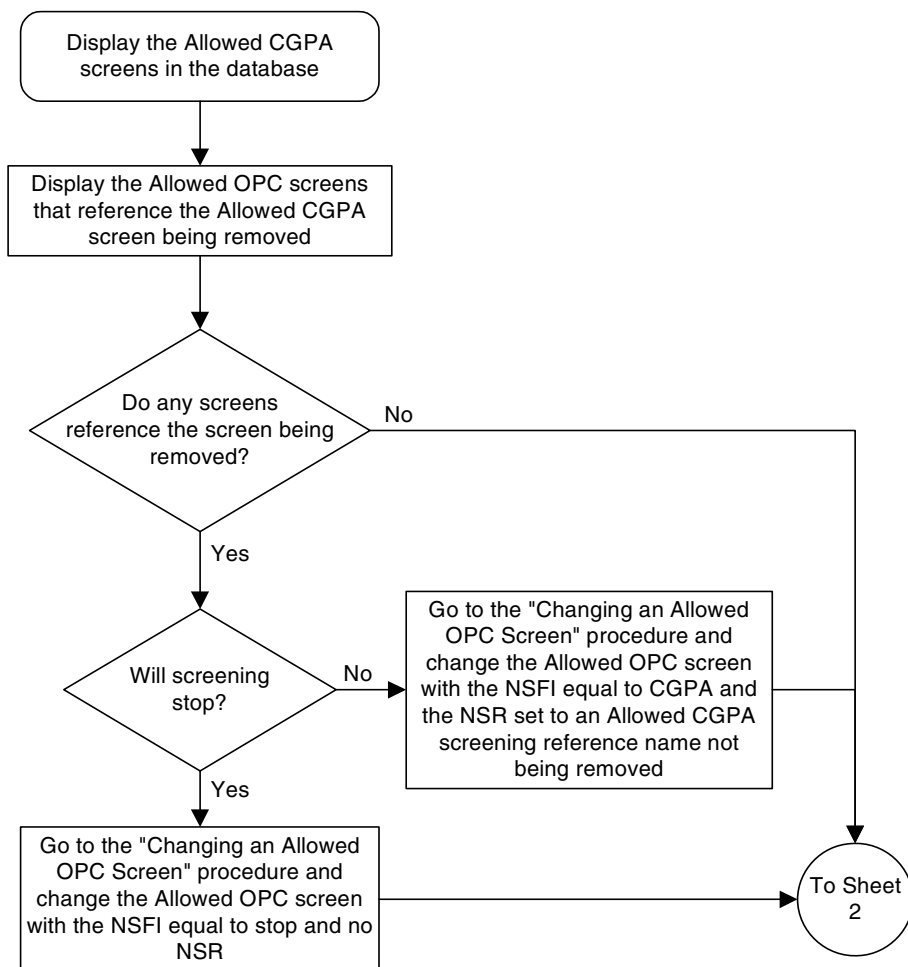 Display the Allowed CGPA
screens in the database
Display the Allowed OPC screens
that reference the Allowed CGPA
screen being removed
Do any screens
reference the screen being
removed?
No
Yes
Will screening
stop?
No
Go to the "Changing an Allowed
OPC Screen" procedure and
change the Allowed OPC screen
with the NSFI equal to CGPA and
the NSR set to an Allowed CGPA
screening reference name not
being removed
Yes
Go to the "Changing an Allowed
OPC Screen" procedure and
change the Allowed OPC screen
with the NSFI equal to stop and no
NSR
To Sheet
2